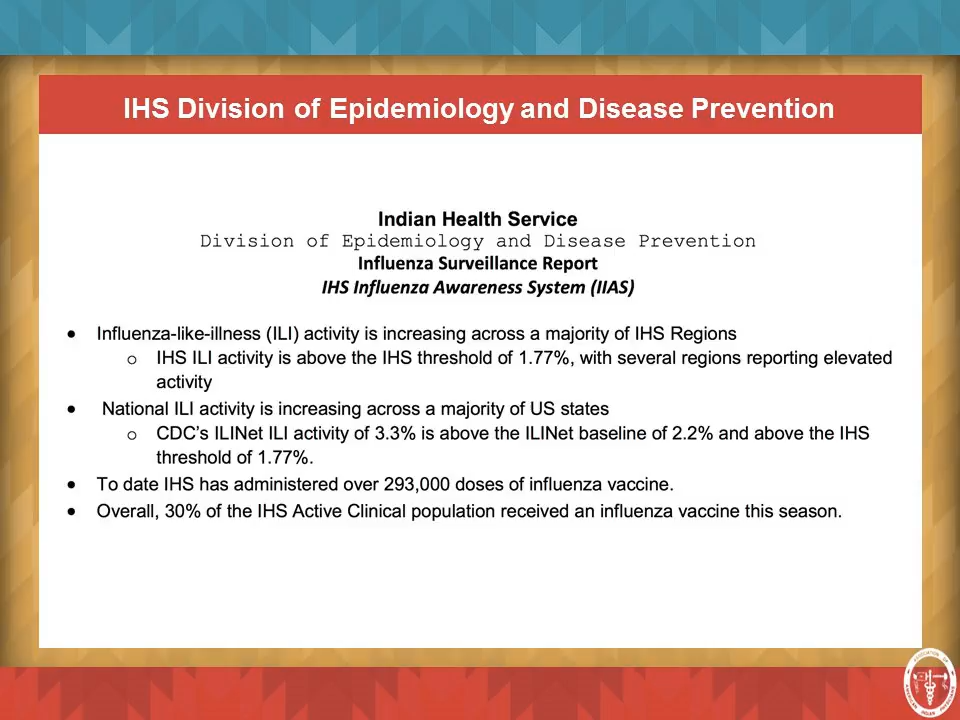 IHS Division of Epidemiology and Disease Prevention
Indian Health Service
Division of Epidemiology and Disease Prevention
Influenza Surveillance Report
IHS Influenza Awareness System (IIAS)
• Influenza-like-illness (ILI) activity is increasing across a majority of IHS Regions
o IHS ILI activity is above the IHS threshold of 1.77%, with several regions reporting elevated
activity
• National ILI activity is increasing across a majority of US states
o CDC's ILINet ILI activity of 3.3% is above the ILINet baseline of 2.2% and above the IHS
threshold of 1.77%.
• To date IHS has administered over 293,000 doses of influenza vaccine.
• Overall, 30% of the IHS Active Clinical population received an influenza vaccine this season.
ASSOCIATION OF
AMERICAN INDIAN PHYSICIANS